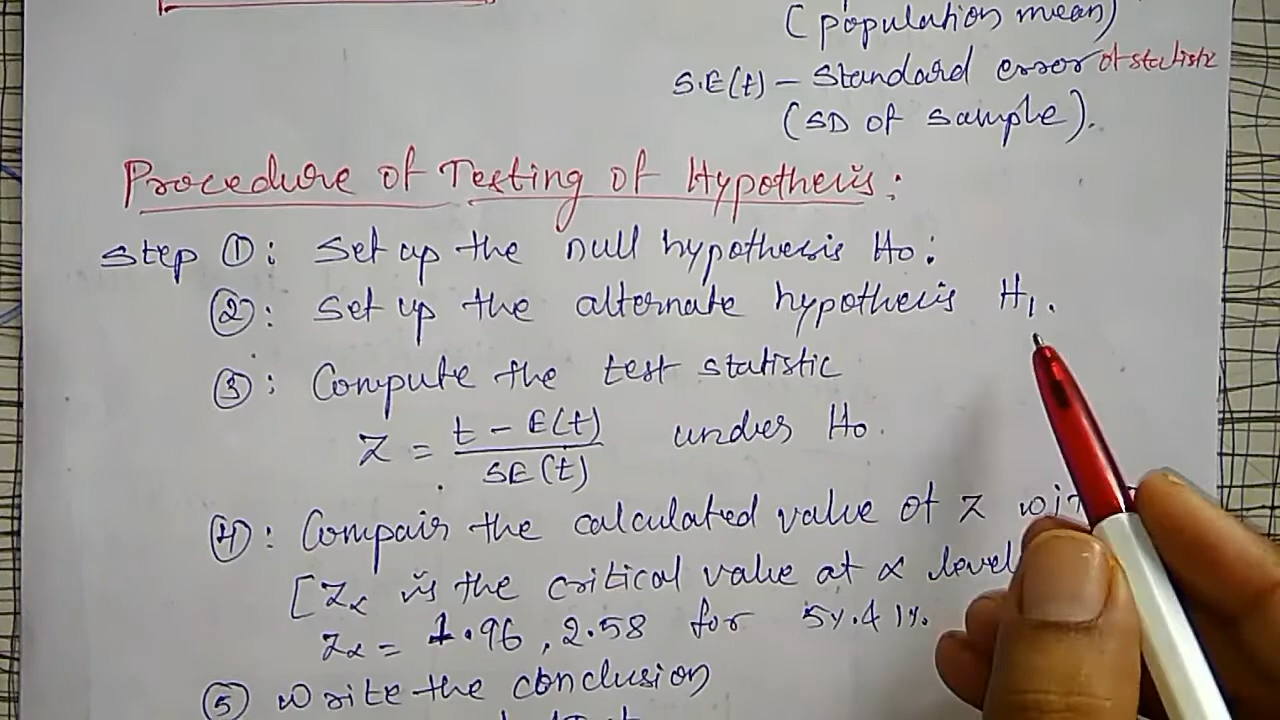 (population mean)
S.E(t) – Standard error of statistic
(SD of sample).
Procedure of Testing of Hypothesis:
Step ①: Set up the null hypothesis H₀:
②: Set up the alternate hypothesis H₁.
③: Compute the test statistic
Z = t – E(t) / SE(t) under H₀.
④: Compair the calculated value of Z
[Zα is the critical value at α level
Zα = 1.96, 2.58 for 5% & 1%.
⑤ Write the conclusion